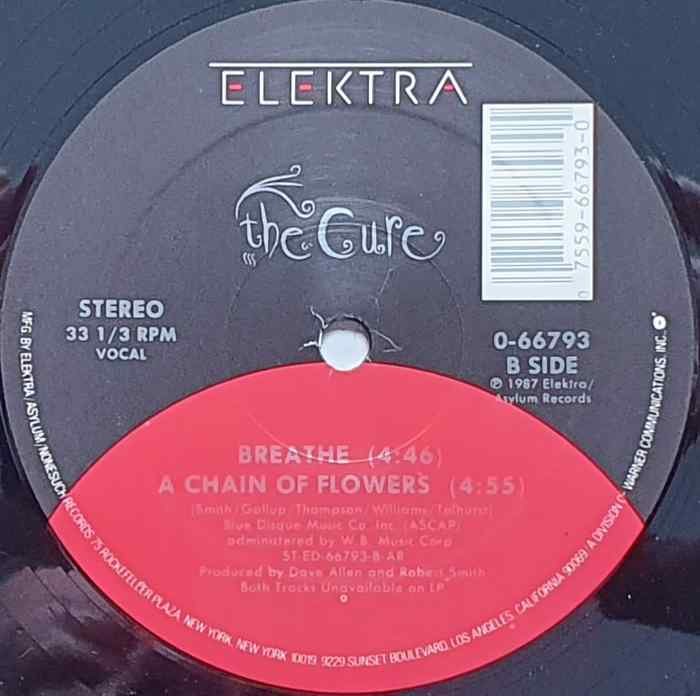 ELEKTRA
the Cure
0 7559-66793-0
STEREO
33 1/3 RPM
VOCAL
0-66793
B SIDE
℗ 1987 Elektra/
Asylum Records
BREATHE (4:46)
A CHAIN OF FLOWERS (4:55)
(Smith/Gallup/Thompson/Williams/Tolhurst)
Blue Disque Music Co. Inc. (ASCAP)
administered by W.B. Music Corp
ST-ED-66793-B-AR
Produced by Dave Allen and Robert Smith
Both Tracks Unavailable on LP
MFG. BY ELEKTRA/ASYLUM/NONESUCH RECORDS 75 ROCKEFELLER PLAZA, NEW YORK, NEW YORK 10019. 9229 SUNSET BOULEVARD, LOS ANGELES, CALIFORNIA 90069/A DIVISION WARNER COMMUNICATIONS, INC.